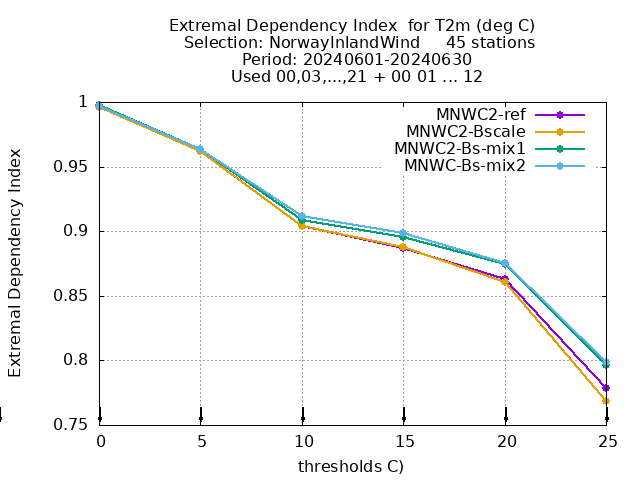 Extremal Dependency Index  for T2m (deg C)
Selection: NorwayInlandWind     45 stations
Period: 20240601-20240630
Used 00,03,...,21 + 00 01 ... 12
MNWC2-ref
MNWC2-Bscale
MNWC2-Bs-mix1
MNWC-Bs-mix2
Extremal Dependency Index
1
0.95
0.9
0.85
0.8
0.75
0 5 10 15 20 25
thresholds C)